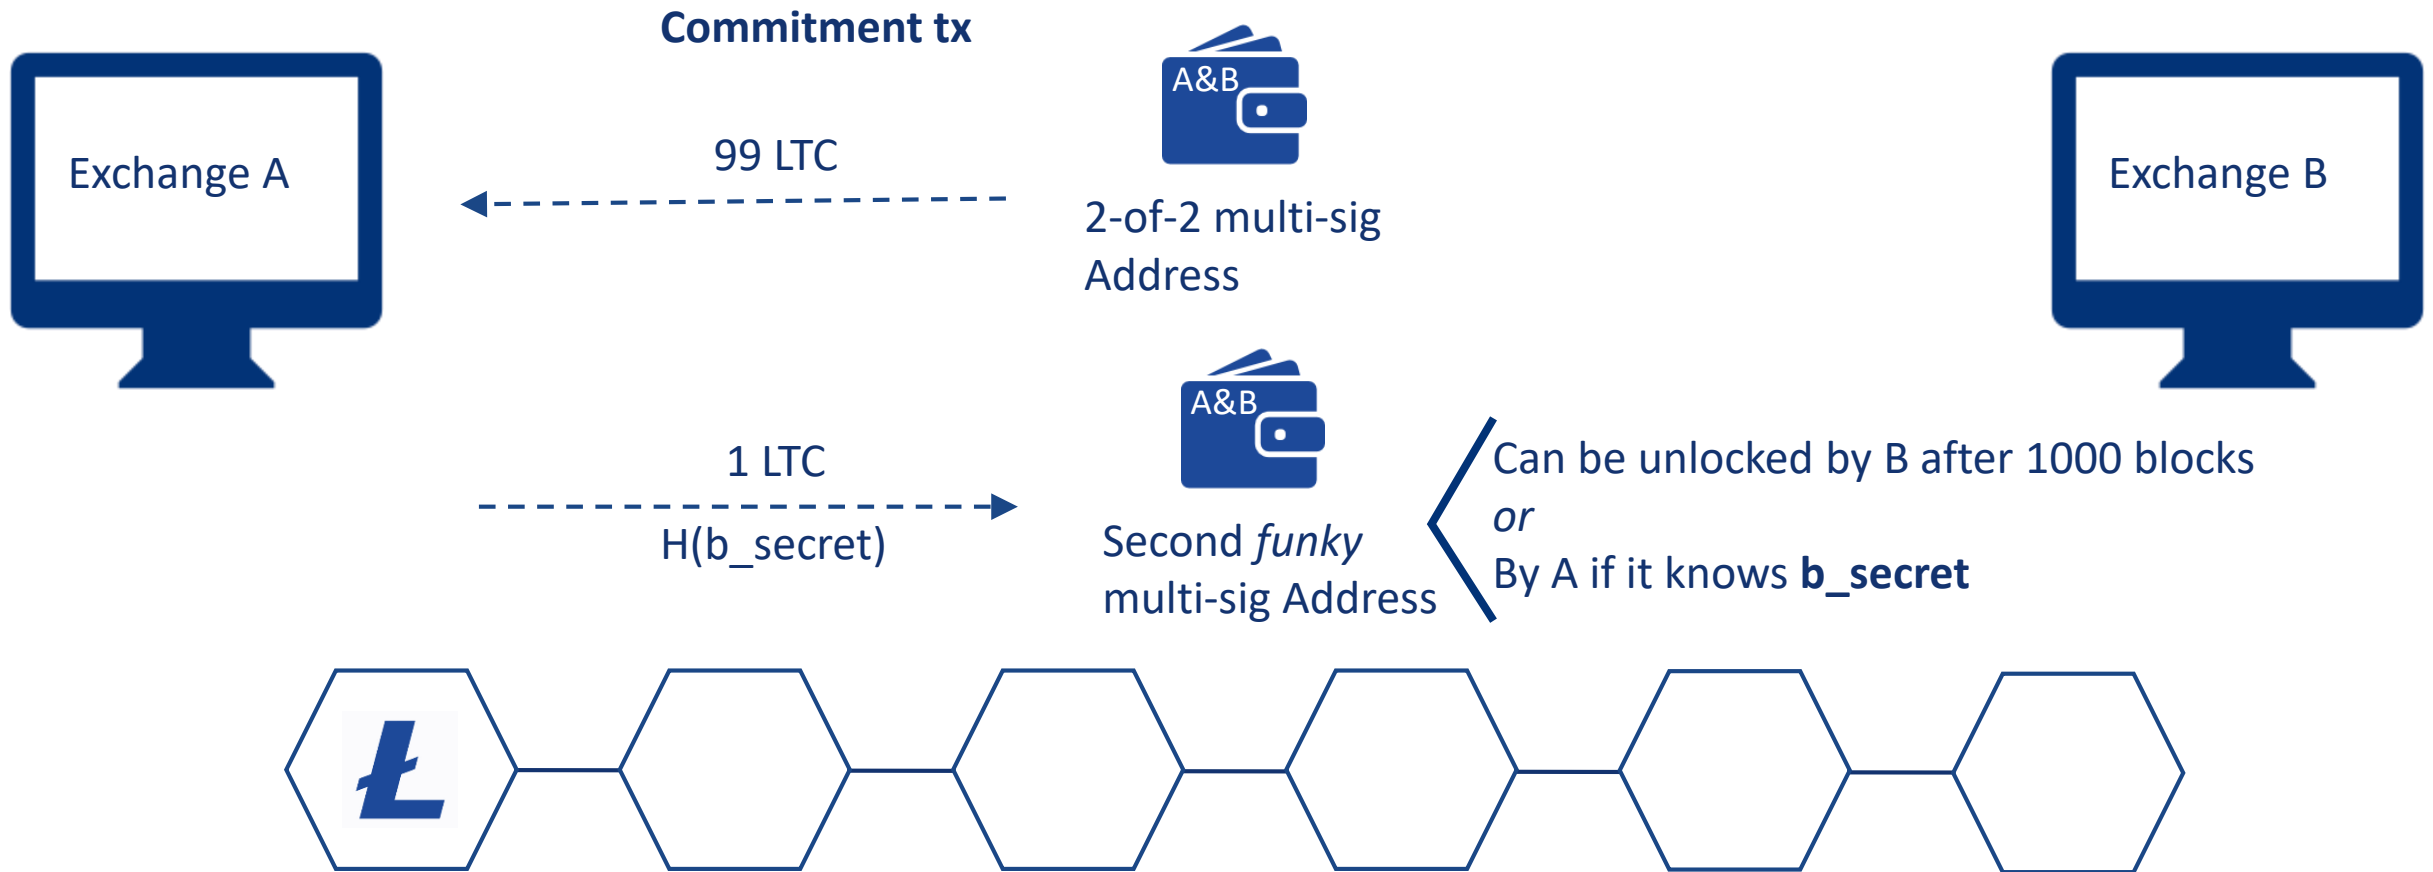 Commitment tx
A&B
Exchange A
99 LTC
2-of-2 multi-sig
Address
Exchange B
A&B
1 LTC
H(b_secret)
Second funky
multi-sig Address
Can be unlocked by B after 1000 blocks
or
By A if it knows b_secret